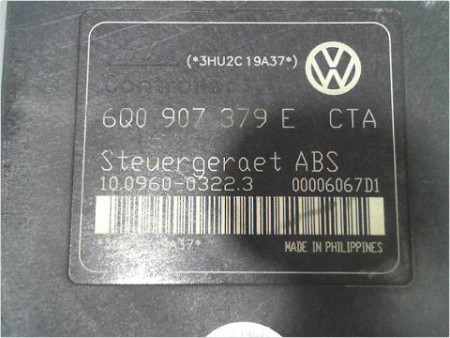 (*3HU2C19A37*)
6Q0 907 379 E CTA
Steuergeraet ABS
10.0960-0322.3 00006067D1
MADE IN PHILIPPINES